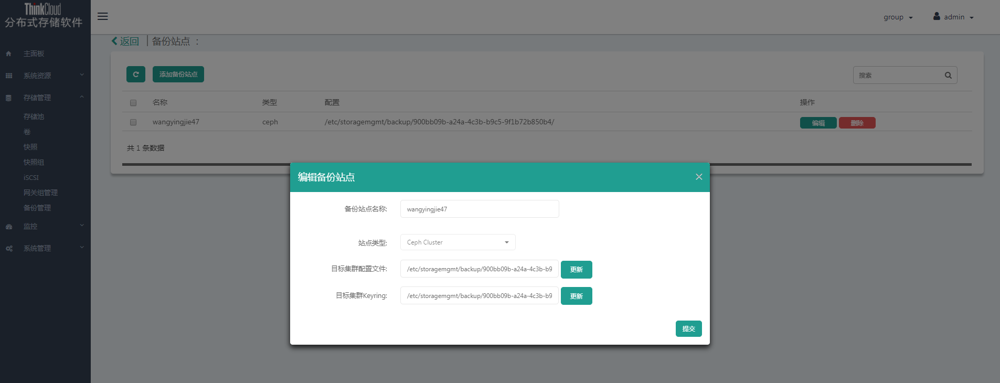 ThinkCloud
分布式存储软件
group
admin
返回
备份站点 ：
主面板
系统资源
存储管理
存储池
卷
快照
快照组
iSCSI
网关组管理
备份管理
监控
系统管理
添加备份站点
搜索
名称 类型 配置 操作
wangyingjie47 ceph /etc/storagemgmt/backup/900bb09b-a24a-4c3b-b9c5-9f1b72b850b4/ 编辑 删除
共 1 条数据
编辑备份站点
备份站点名称: wangyingjie47
站点类型: Ceph Cluster
目标集群配置文件: /etc/storagemgmt/backup/900bb09b-a24a-4c3b-b9 更新
目标集群Keyring: /etc/storagemgmt/backup/900bb09b-a24a-4c3b-b9 更新
提交